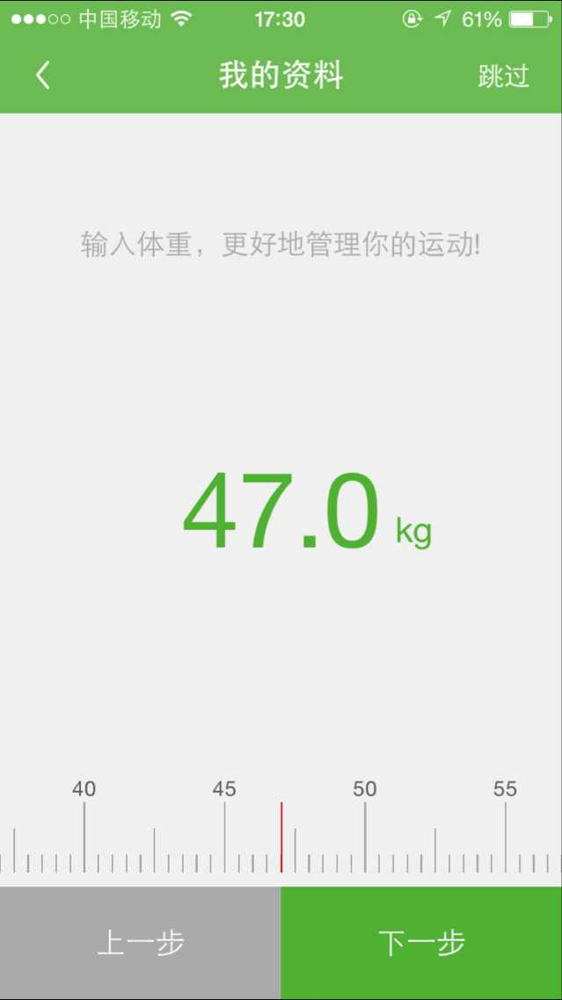 中国移动 17:30 61%
我的资料 跳过
输入体重，更好地管理你的运动!
47.0 kg
40 45 50 55
上一步 下一步